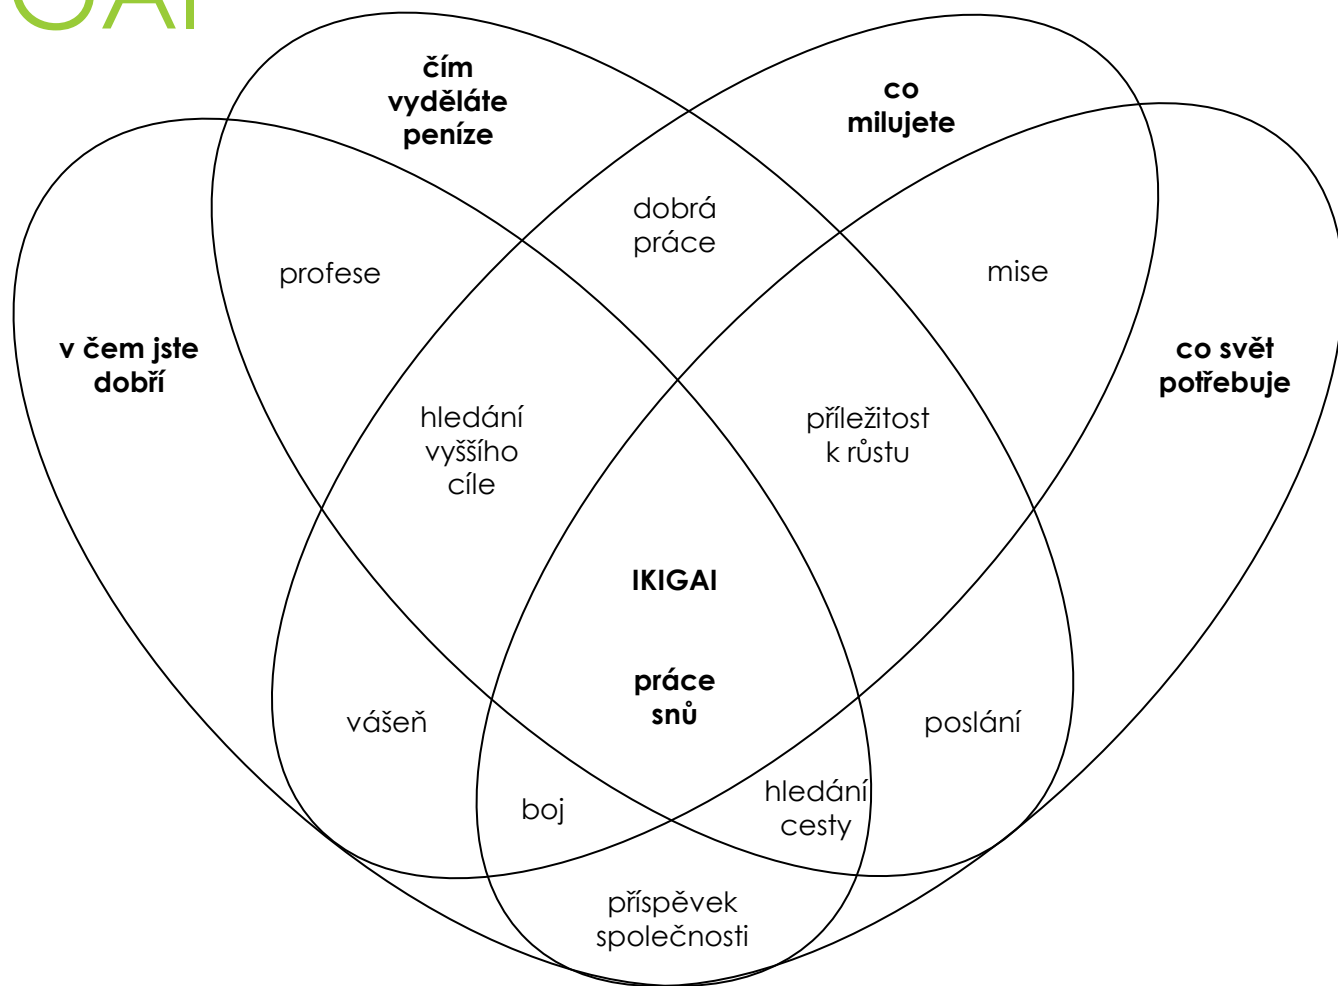 čím
vyděláte
peníze
co
milujete
dobrá
práce
profese
mise
v čem jste
dobří
co svět
potřebuje
hledání
vyššího
cíle
příležitost
k růstu
IKIGAI
práce
snů
vášeň
poslání
boj
hledání
cesty
příspěvek
společnosti